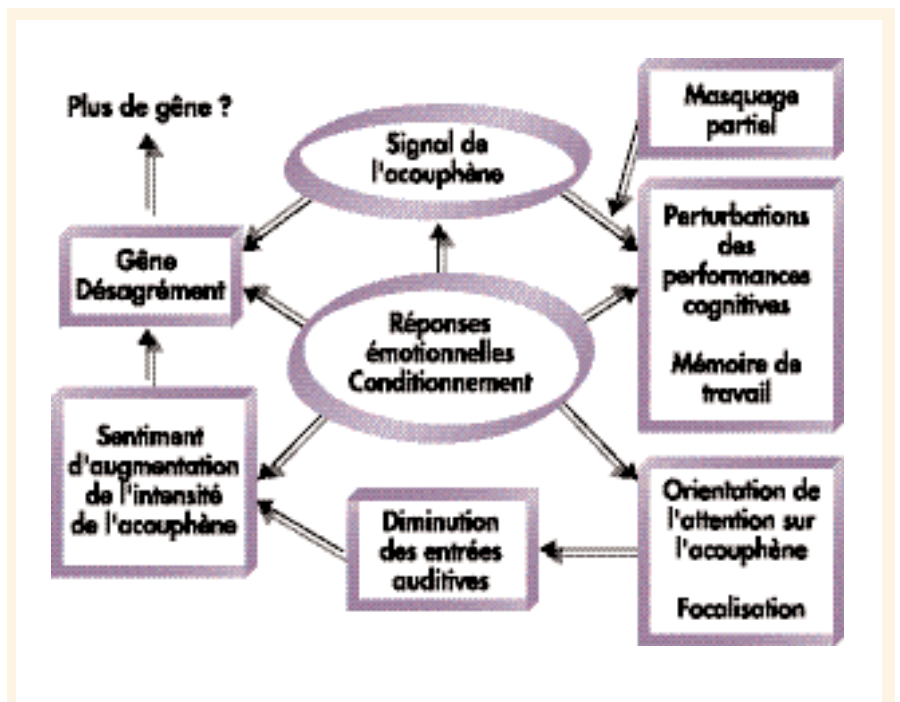 Plus de gêne ?
Signal de
l'acouphène
Masquage
partiel
Gêne
Désagrément
Réponses
émotionnelles
Conditionnement
Perturbations
des
performances
cognitives
Mémoire de
travail
Sentiment
d'augmentation
de l'intensité
de l'acouphène
Diminution
des entrées
auditives
Orientation de
l'attention sur
l'acouphène
Focalisation